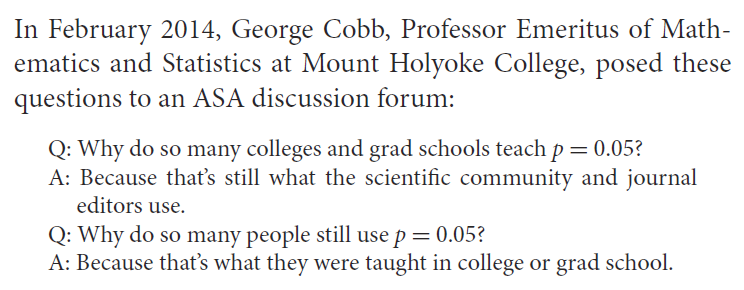 In February 2014, George Cobb, Professor Emeritus of Math-
ematics and Statistics at Mount Holyoke College, posed these
questions to an ASA discussion forum:
Q: Why do so many colleges and grad schools teach p = 0.05?
A: Because that’s still what the scientific community and journal
editors use.
Q: Why do so many people still use p = 0.05?
A: Because that’s what they were taught in college or grad school.